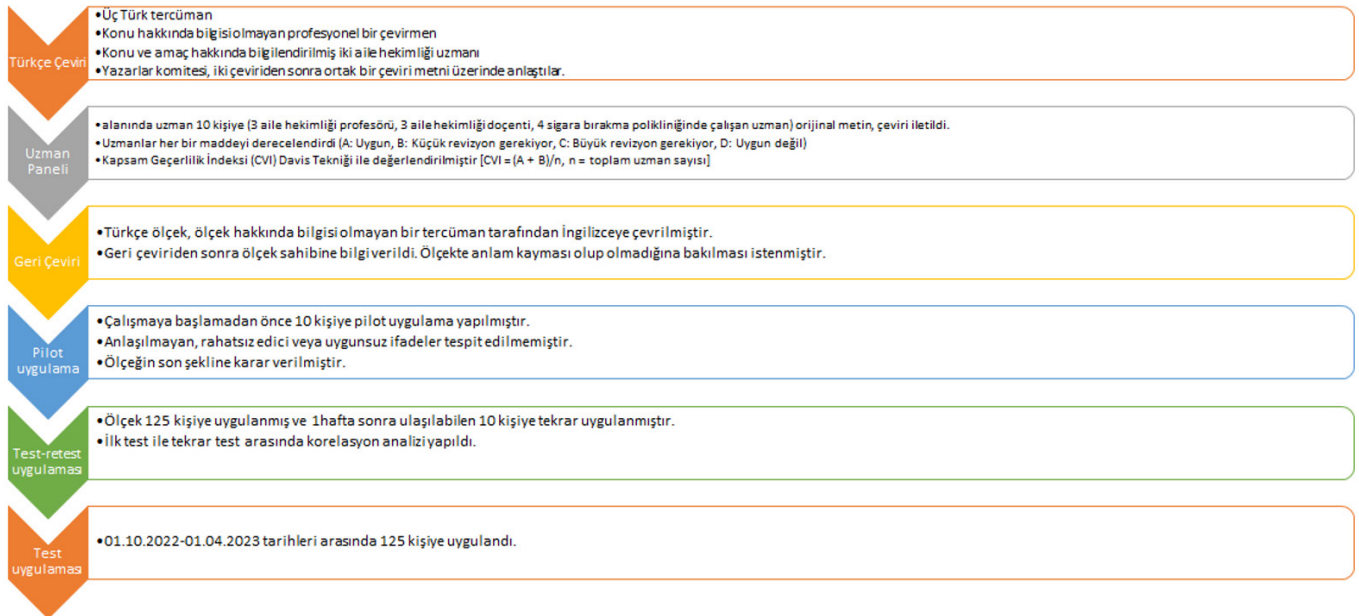 Türkçe Çeviri
•Üç Türk tercüman
•Konu hakkında bilgisi olmayan profesyonel bir çevirmen
•Konu ve amaç hakkında bilgilendirilmiş iki aile hekimliği uzmanı
•Yazarlar komitesi, iki çeviriden sonra ortak bir çeviri metni üzerinde anlaştılar.
Uzman
Paneli
•alanında uzman 10 kişiye (3 aile hekimliği profesörü, 3 aile hekimliği doçenti, 4 sigara bırakma polikliniğinde çalışan uzman) orijinal metin, çeviri iletildi.
•Uzmanlar her bir maddeyi derecelendirdi (A: Uygun, B: Küçük revizyon gerekiyor, C: Büyük revizyon gerekiyor, D: Uygun değil)
•Kapsam Geçerlilik İndeksi (CVI) Davis Tekniği ile değerlendirilmiştir [CVI = (A + B)/n, n = toplam uzman sayısı]
Geri Çeviri
•Türkçe ölçek, ölçek hakkında bilgisi olmayan bir tercüman tarafından İngilizceye çevrilmiştir.
•Geri çeviriden sonra ölçek sahibine bilgi verildi. Ölçekte anlam kayması olup olmadığına bakılması istenmiştir.
Pilot
uygulama
•Çalışmaya başlamadan önce 10 kişiye pilot uygulama yapılmıştır.
•Anlaşılmayan, rahatsız edici veya uygunsuz ifadeler tespit edilmemiştir.
•Ölçeğin son şekline karar verilmiştir.
Test-retest
uygulaması
•Ölçek 125 kişiye uygulanmış ve 1hafta sonra ulaşılabilen 10 kişiye tekrar uygulanmıştır.
•İlk test ile tekrar test arasında korelasyon analizi yapıldı.
Test
uygulaması
•01.10.2022-01.04.2023 tarihleri arasında 125 kişiye uygulandı.